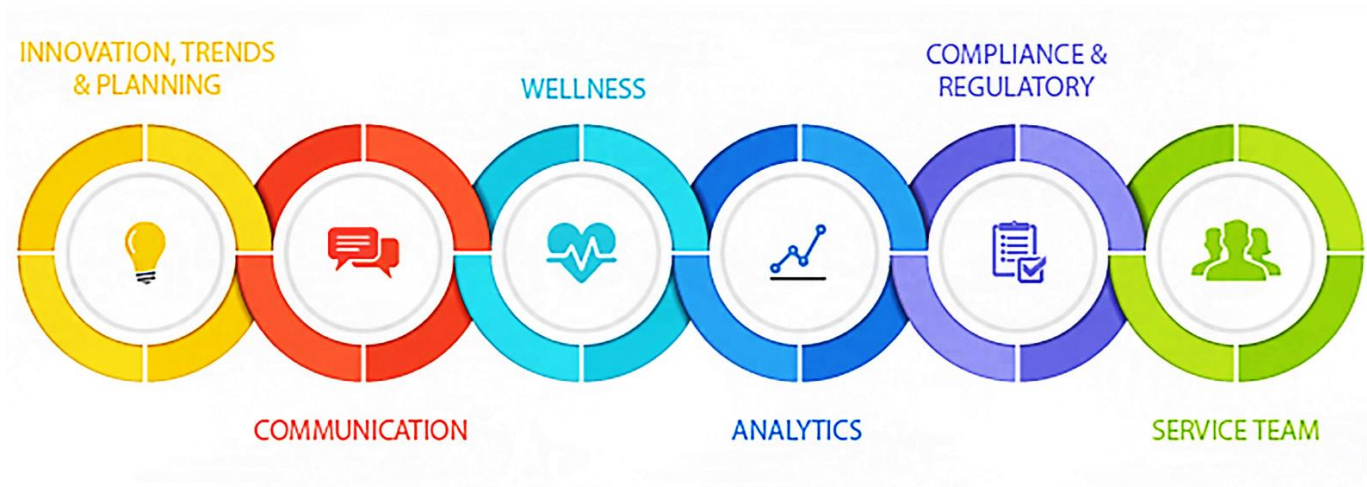 INNOVATION, TRENDS
& PLANNING
COMMUNICATION
WELLNESS
ANALYTICS
COMPLIANCE &
REGULATORY
SERVICE TEAM